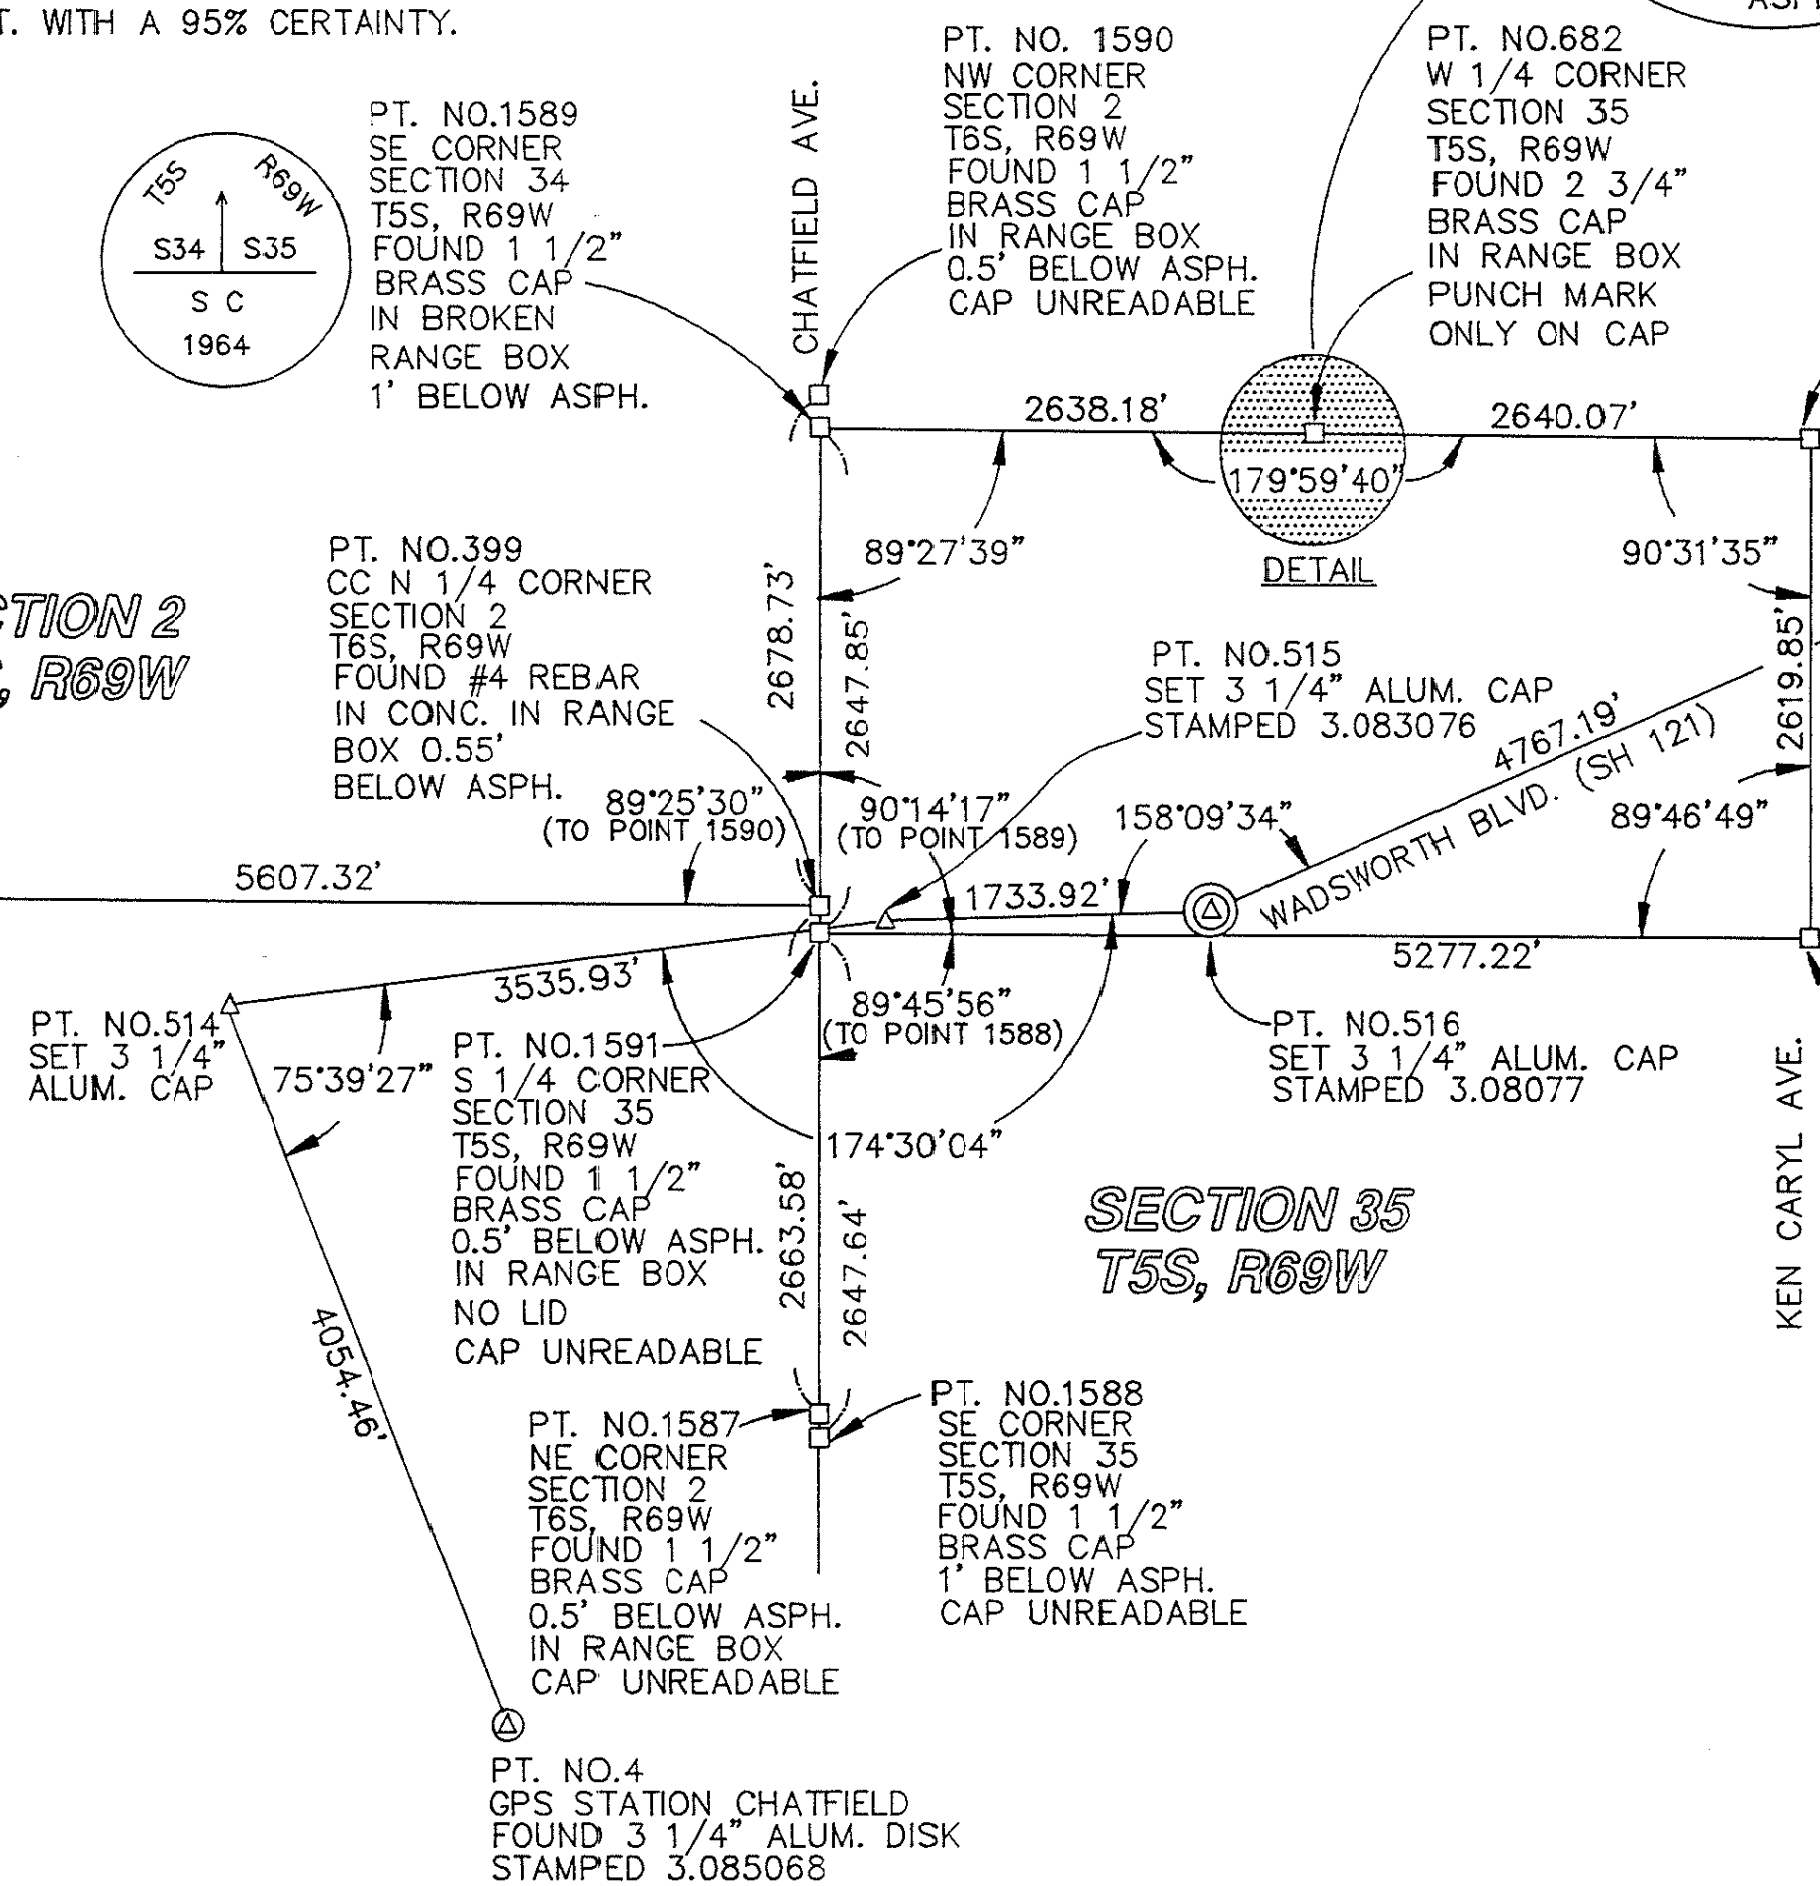 T. WITH A 95% CERTAINTY.
T5S
R69W
S34
S35
S C
1964
PT. NO.1589
SE CORNER
SECTION 34
T5S, R69W
FOUND 1 1/2"
BRASS CAP
IN BROKEN
RANGE BOX
1' BELOW ASPH.
CHATFIELD AVE.
PT. NO. 1590
NW CORNER
SECTION 2
T6S, R69W
FOUND 1 1/2"
BRASS CAP
IN RANGE BOX
0.5' BELOW ASPH.
CAP UNREADABLE
PT. NO.682
W 1/4 CORNER
SECTION 35
T5S, R69W
FOUND 2 3/4"
BRASS CAP
IN RANGE BOX
PUNCH MARK
ONLY ON CAP
2638.18'
2640.07'
179°59'40"
DETAIL
89°27'39"
90°31'35"
CTION 2
, R69W
PT. NO.399
CC N 1/4 CORNER
SECTION 2
T6S, R69W
FOUND #4 REBAR
IN CONC. IN RANGE
BOX 0.55'
BELOW ASPH.
2678.73'
2647.85'
PT. NO.515
SET 3 1/4" ALUM. CAP
STAMPED 3.083076
4767.19'
WADSWORTH BLVD. (SH 121)
2619.85'
89°25'30"
(TO POINT 1590)
90°14'17"
(TO POINT 1589)
158°09'34"
89°46'49"
5607.32'
1733.92'
5277.22'
3535.93'
89°45'56"
(TO POINT 1588)
PT. NO.514
SET 3 1/4"
ALUM. CAP
75°39'27"
PT. NO.1591
S 1/4 CORNER
SECTION 35
T5S, R69W
FOUND 1 1/2"
BRASS CAP
0.5' BELOW ASPH.
IN RANGE BOX
NO LID
CAP UNREADABLE
174°30'04"
PT. NO.516
SET 3 1/4" ALUM. CAP
STAMPED 3.08077
KEN CARYL AVE.
2663.58'
2647.64'
SECTION 35
T5S, R69W
4054.46'
PT. NO.1587
NE CORNER
SECTION 2
T6S, R69W
FOUND 1 1/2"
BRASS CAP
0.5' BELOW ASPH.
IN RANGE BOX
CAP UNREADABLE
PT. NO.1588
SE CORNER
SECTION 35
T5S, R69W
FOUND 1 1/2"
BRASS CAP
1' BELOW ASPH.
CAP UNREADABLE
PT. NO.4
GPS STATION CHATFIELD
FOUND 3 1/4" ALUM. DISK
STAMPED 3.085068